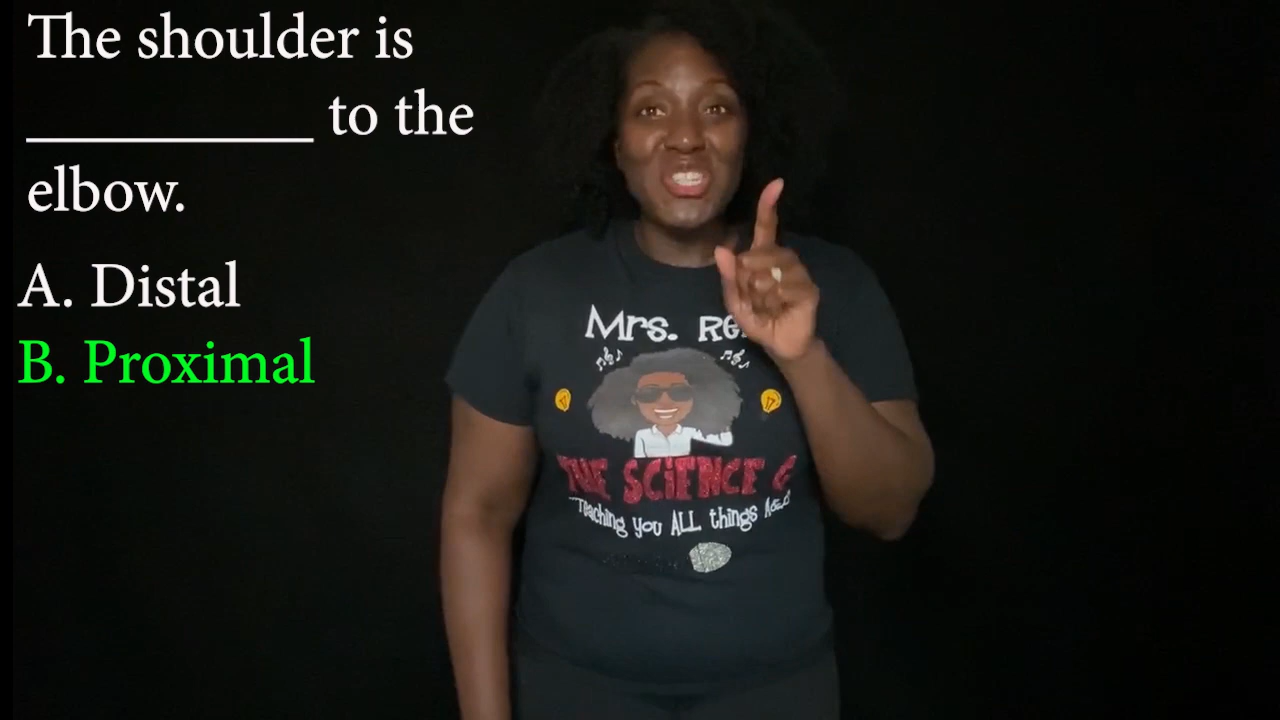 The shoulder is
__________ to the
elbow.
A. Distal
B. Proximal
Mrs.
THE SCiENCE
Teaching you ALL things